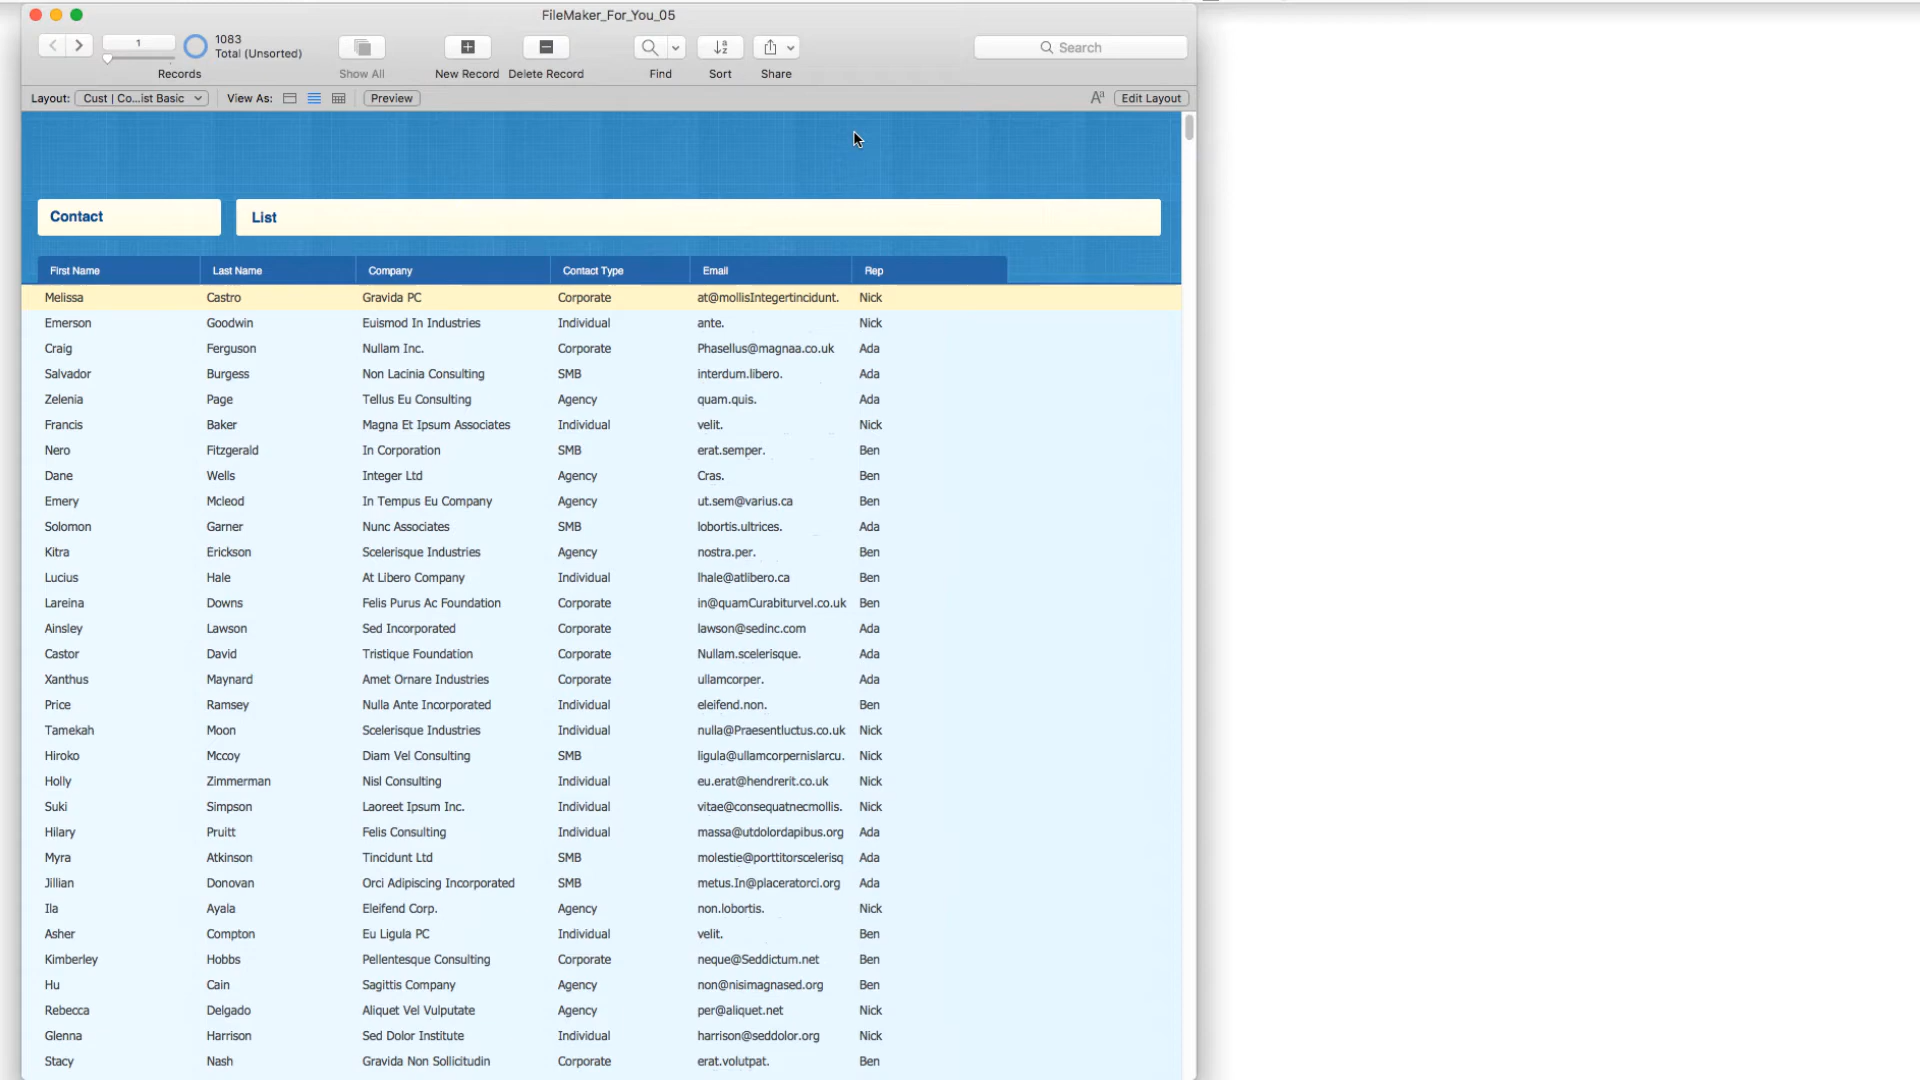 FileMaker_For_You_05
1
1083
Total (Unsorted)
Records
Show All
New Record
Delete Record
Find
Sort
Share
Search
Layout: Cust | Co...ist Basic View As: Preview Aa Edit Layout
Contact List
First Name Last Name Company Contact Type Email Rep
Melissa Castro Gravida PC Corporate at@mollisIntegertincidunt. Nick
Emerson Goodwin Euismod In Industries Individual ante. Nick
Craig Ferguson Nullam Inc. Corporate Phasellus@magnaa.co.uk Ada
Salvador Burgess Non Lacinia Consulting SMB interdum.libero. Ada
Zelenia Page Tellus Eu Consulting Agency quam.quis. Ada
Francis Baker Magna Et Ipsum Associates Individual velit. Nick
Nero Fitzgerald In Corporation SMB erat.semper. Ben
Dane Wells Integer Ltd Agency Cras. Ben
Emery Mcleod In Tempus Eu Company Agency ut.sem@varius.ca Ben
Solomon Garner Nunc Associates SMB lobortis.ultrices. Ada
Kitra Erickson Scelerisque Industries Agency nostra.per. Ben
Lucius Hale At Libero Company Individual lhale@atlibero.ca Ben
Lareina Downs Felis Purus Ac Foundation Corporate in@quamCurabiturvel.co.uk Ben
Ainsley Lawson Sed Incorporated Corporate lawson@sedinc.com Ada
Castor David Tristique Foundation Corporate Nullam.scelerisque. Ada
Xanthus Maynard Amet Ornare Industries Corporate ullamcorper. Ada
Price Ramsey Nulla Ante Incorporated Individual eleifend.non. Ben
Tamekah Moon Scelerisque Industries Individual nulla@Praesentluctus.co.uk Nick
Hiroko Mccoy Diam Vel Consulting SMB ligula@ullamcorpernislarcu. Nick
Holly Zimmerman Nisl Consulting Individual eu.erat@hendrerit.co.uk Nick
Suki Simpson Laoreet Ipsum Inc. Individual vitae@consequatnecmollis. Nick
Hilary Pruitt Felis Consulting Individual massa@utdolordapibus.org Ada
Myra Atkinson Tincidunt Ltd SMB molestie@porttitorscelerisq Ada
Jillian Donovan Orci Adipiscing Incorporated SMB metus.In@placeratorci.org Ada
Ila Ayala Eleifend Corp. Agency non.lobortis. Nick
Asher Compton Eu Ligula PC Individual velit. Ben
Kimberley Hobbs Pellentesque Consulting Corporate neque@Seddictum.net Ben
Hu Cain Sagittis Company Agency non@nisimagnased.org Ben
Rebecca Delgado Aliquet Vel Vulputate Agency per@aliquet.net Nick
Glenna Harrison Sed Dolor Institute Individual harrison@seddolor.org Nick
Stacy Nash Gravida Non Sollicitudin Corporate erat.volutpat. Ben